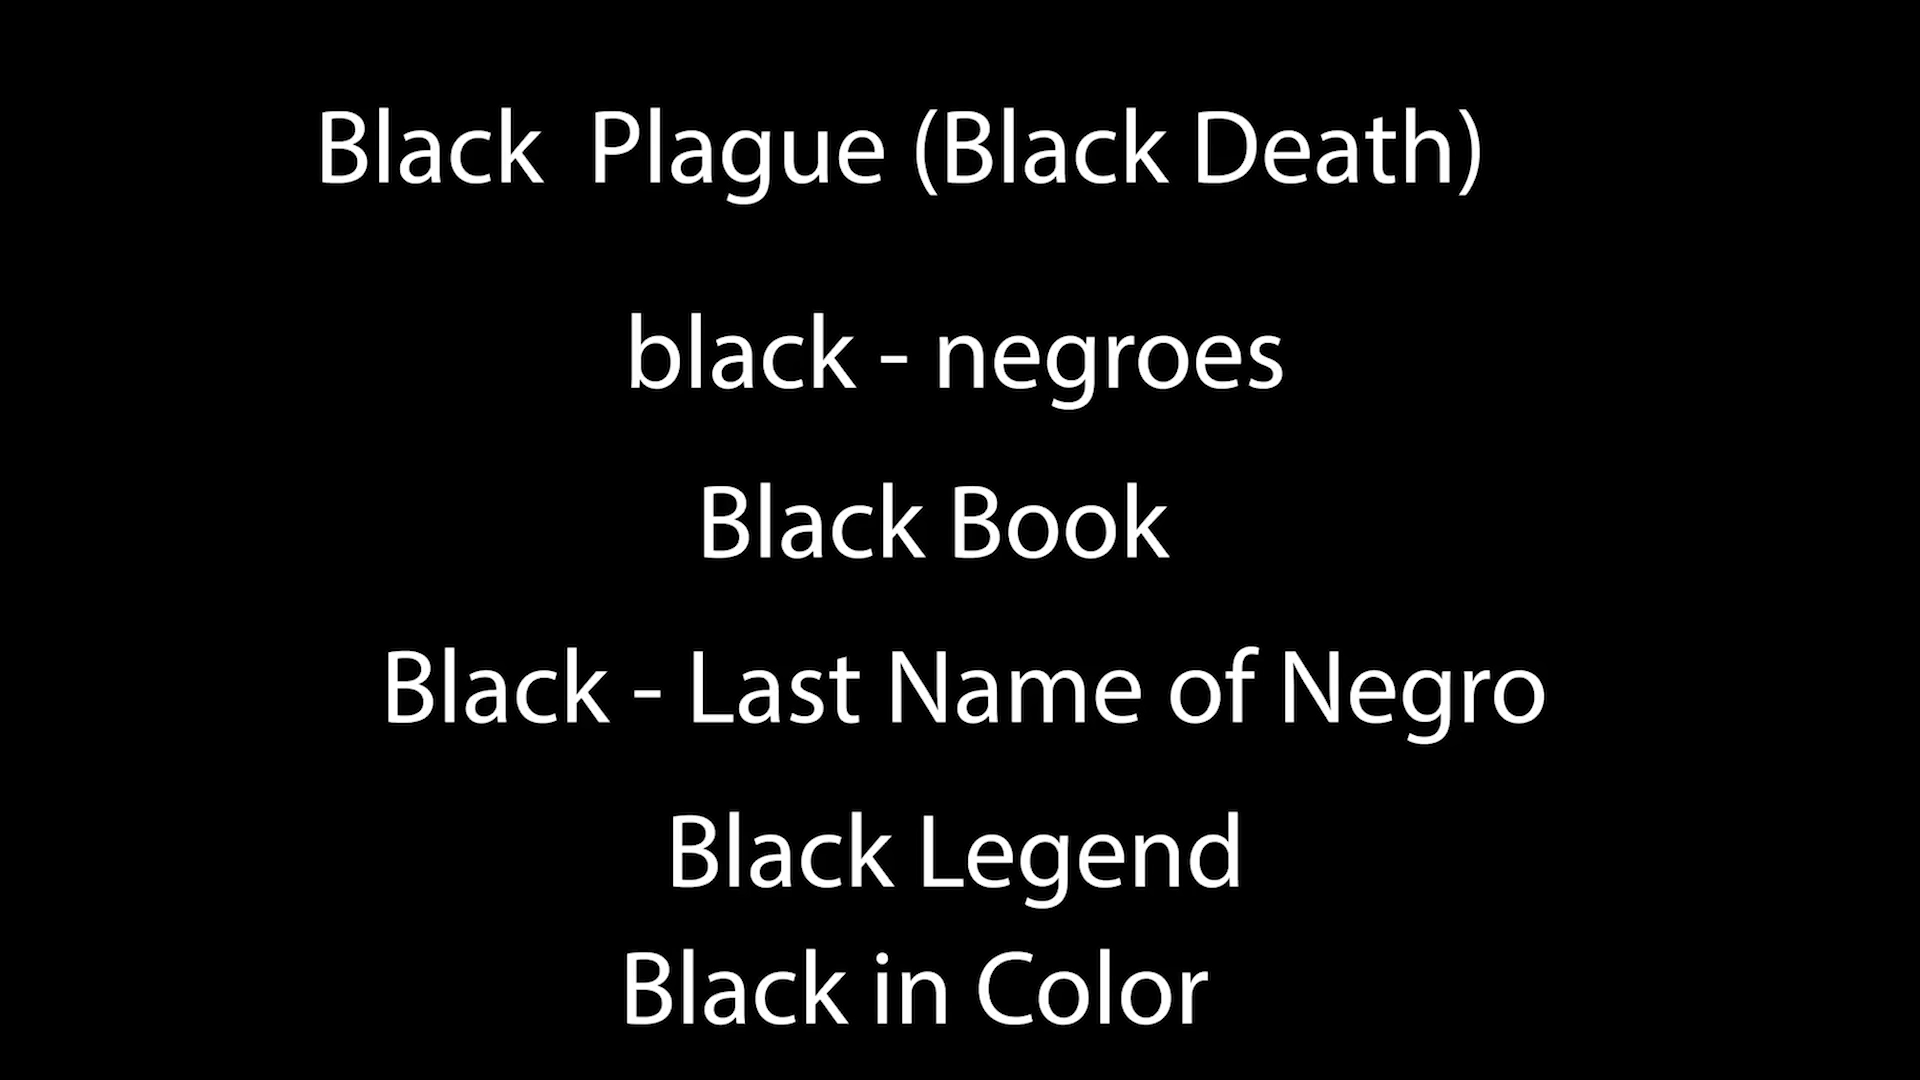 Black  Plague (Black Death)
black - negroes
Black Book
Black - Last Name of Negro
Black Legend
Black in Color